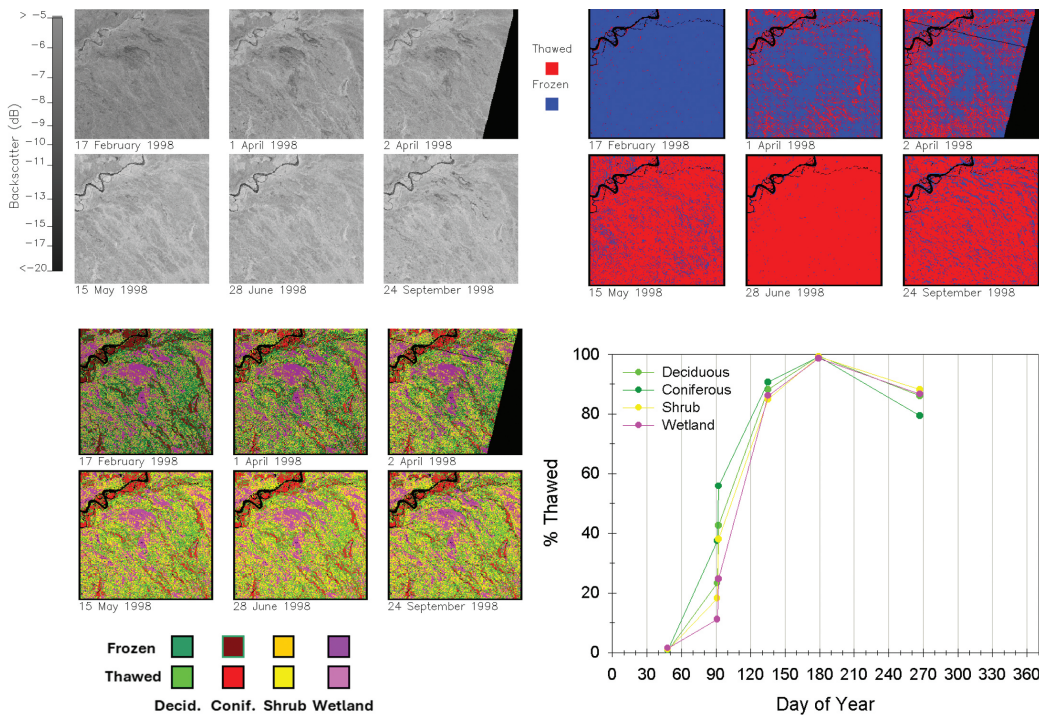 Backscatter (dB)
>−5
−6
−7
−9
−10
−11
−13
−15
−17
<−20
17 February 1998
1 April 1998
2 April 1998
15 May 1998
28 June 1998
24 September 1998
Thawed
Frozen
17 February 1998
1 April 1998
2 April 1998
15 May 1998
28 June 1998
24 September 1998
17 February 1998
1 April 1998
2 April 1998
15 May 1998
28 June 1998
24 September 1998
Frozen
Thawed
Decid. Conif. Shrub Wetland
% Thawed
100
80
60
40
20
0
Deciduous
Coniferous
Shrub
Wetland
0 30 60 90 120 150 180 210 240 270 300 330 360
Day of Year